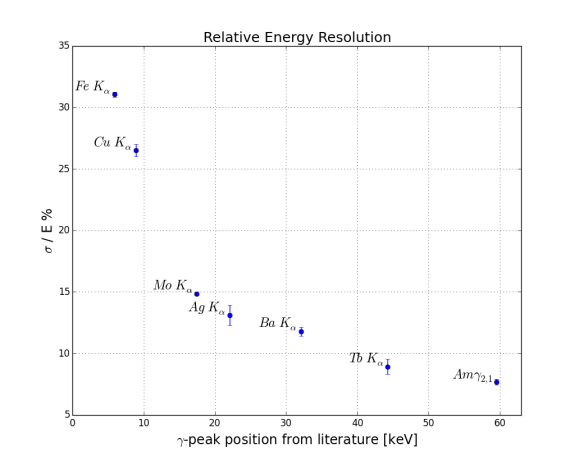 Relative Energy Resolution
35
30
25
20
15
10
5
σ / E %
Fe Kα
Cu Kα
Mo Kα
Ag Kα
Ba Kα
Tb Kα
Amγ2,1
0 10 20 30 40 50 60
γ-peak position from literature [keV]